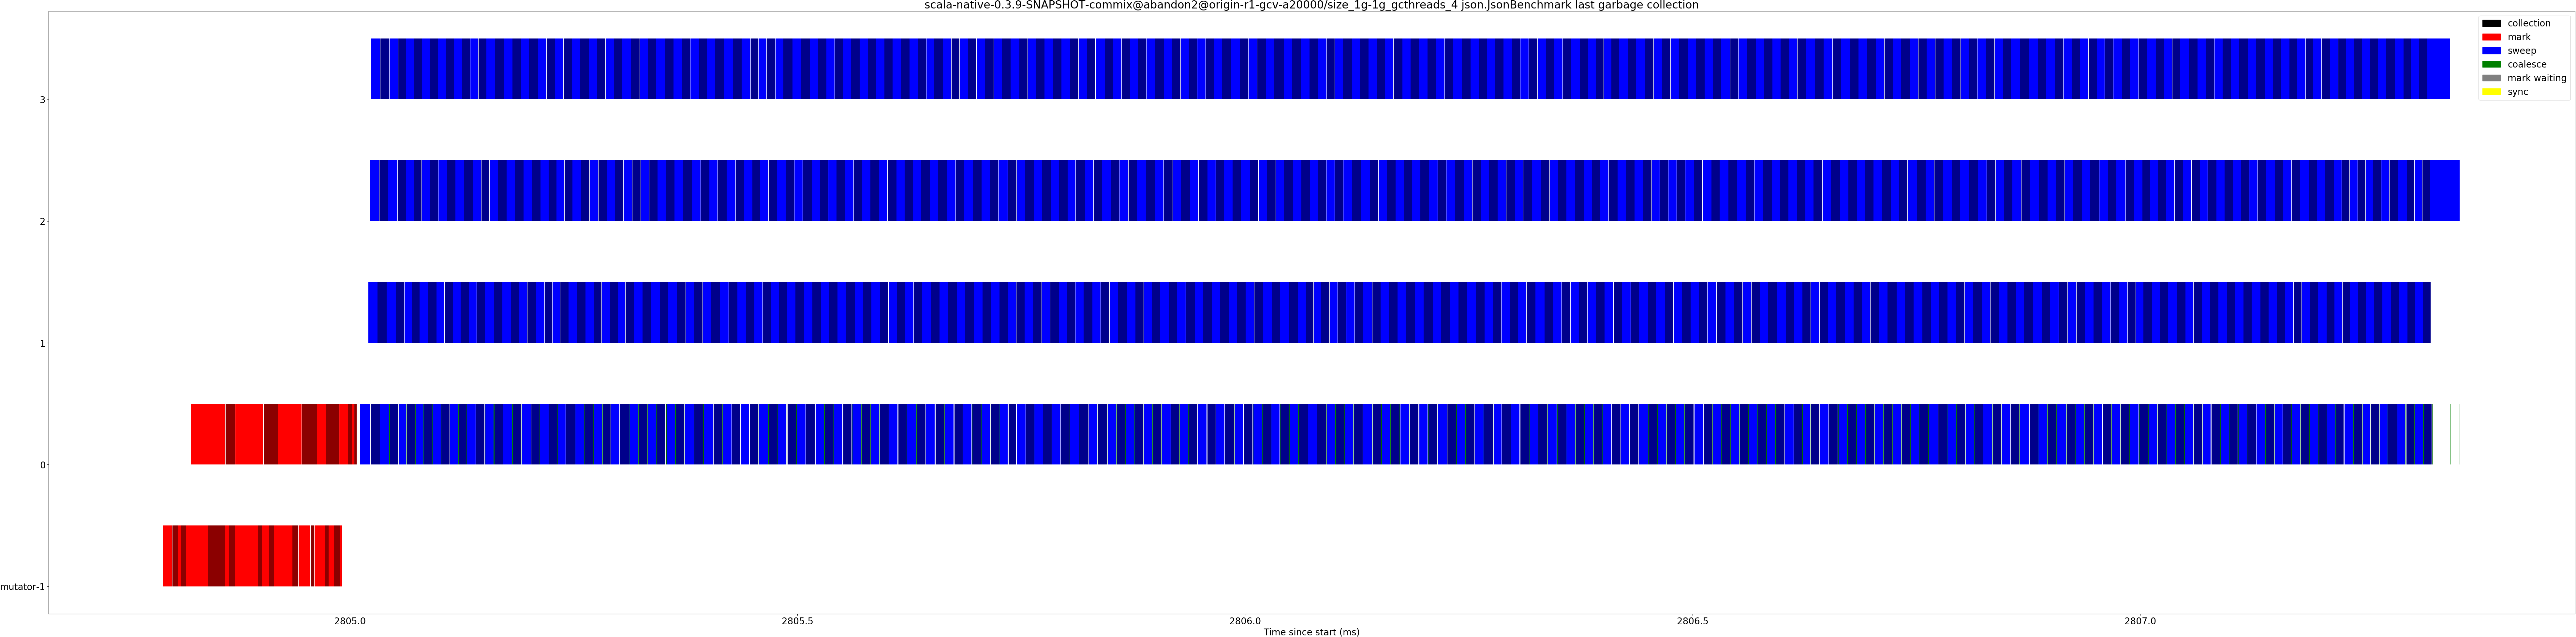 scala-native-0.3.9-SNAPSHOT-commix@abandon2@origin-r1-gcv-a20000/size_1g-1g_gcthreads_4 json.JsonBenchmark last garbage collection
collection
mark
sweep
coalesce
mark waiting
sync
3
2
1
0
mutator-1
2805.0 2805.5 2806.0 2806.5 2807.0
Time since start (ms)